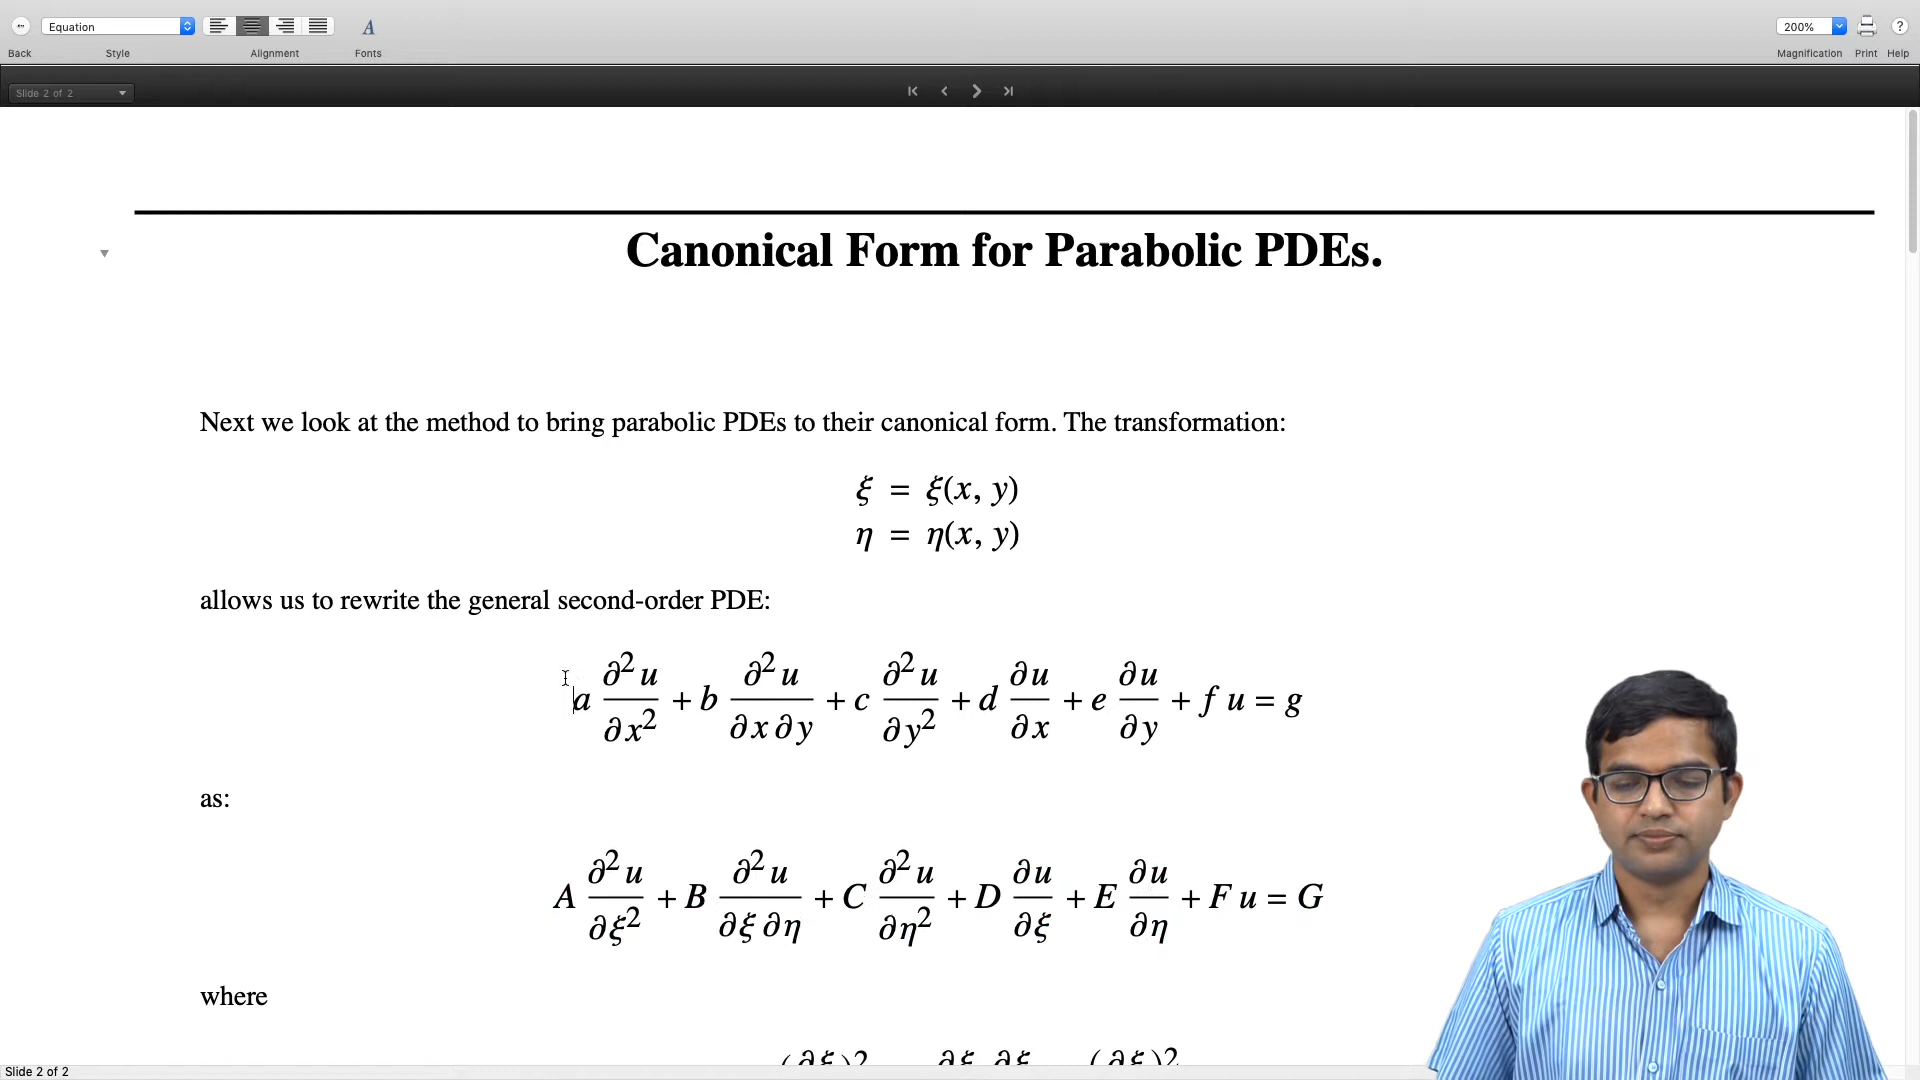 Equation
200%
Back Style Alignment Fonts Magnification Print Help
Slide 2 of 2
Canonical Form for Parabolic PDEs.
Next we look at the method to bring parabolic PDEs to their canonical form. The transformation:
ξ = ξ(x, y)
η = η(x, y)
allows us to rewrite the general second-order PDE:
a ∂²u/∂x² + b ∂²u/∂x∂y + c ∂²u/∂y² + d ∂u/∂x + e ∂u/∂y + f u = g
as:
A ∂²u/∂ξ² + B ∂²u/∂ξ∂η + C ∂²u/∂η² + D ∂u/∂ξ + E ∂u/∂η + F u = G
where
Slide 2 of 2